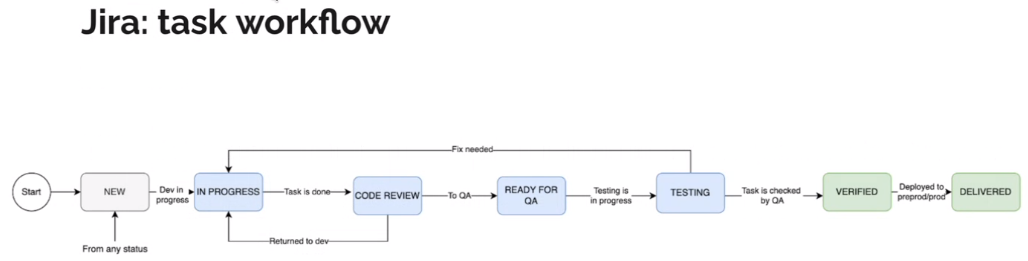 Jira: task workflow
Fix needed
Start
NEW
Dev in
progress
IN PROGRESS
Task is done
CODE REVIEW
To QA
READY FOR
QA
Testing is
in progress
TESTING
Task is checked
by QA
VERIFIED
Deployed to
preprod/prod
DELIVERED
Returned to dev
From any status